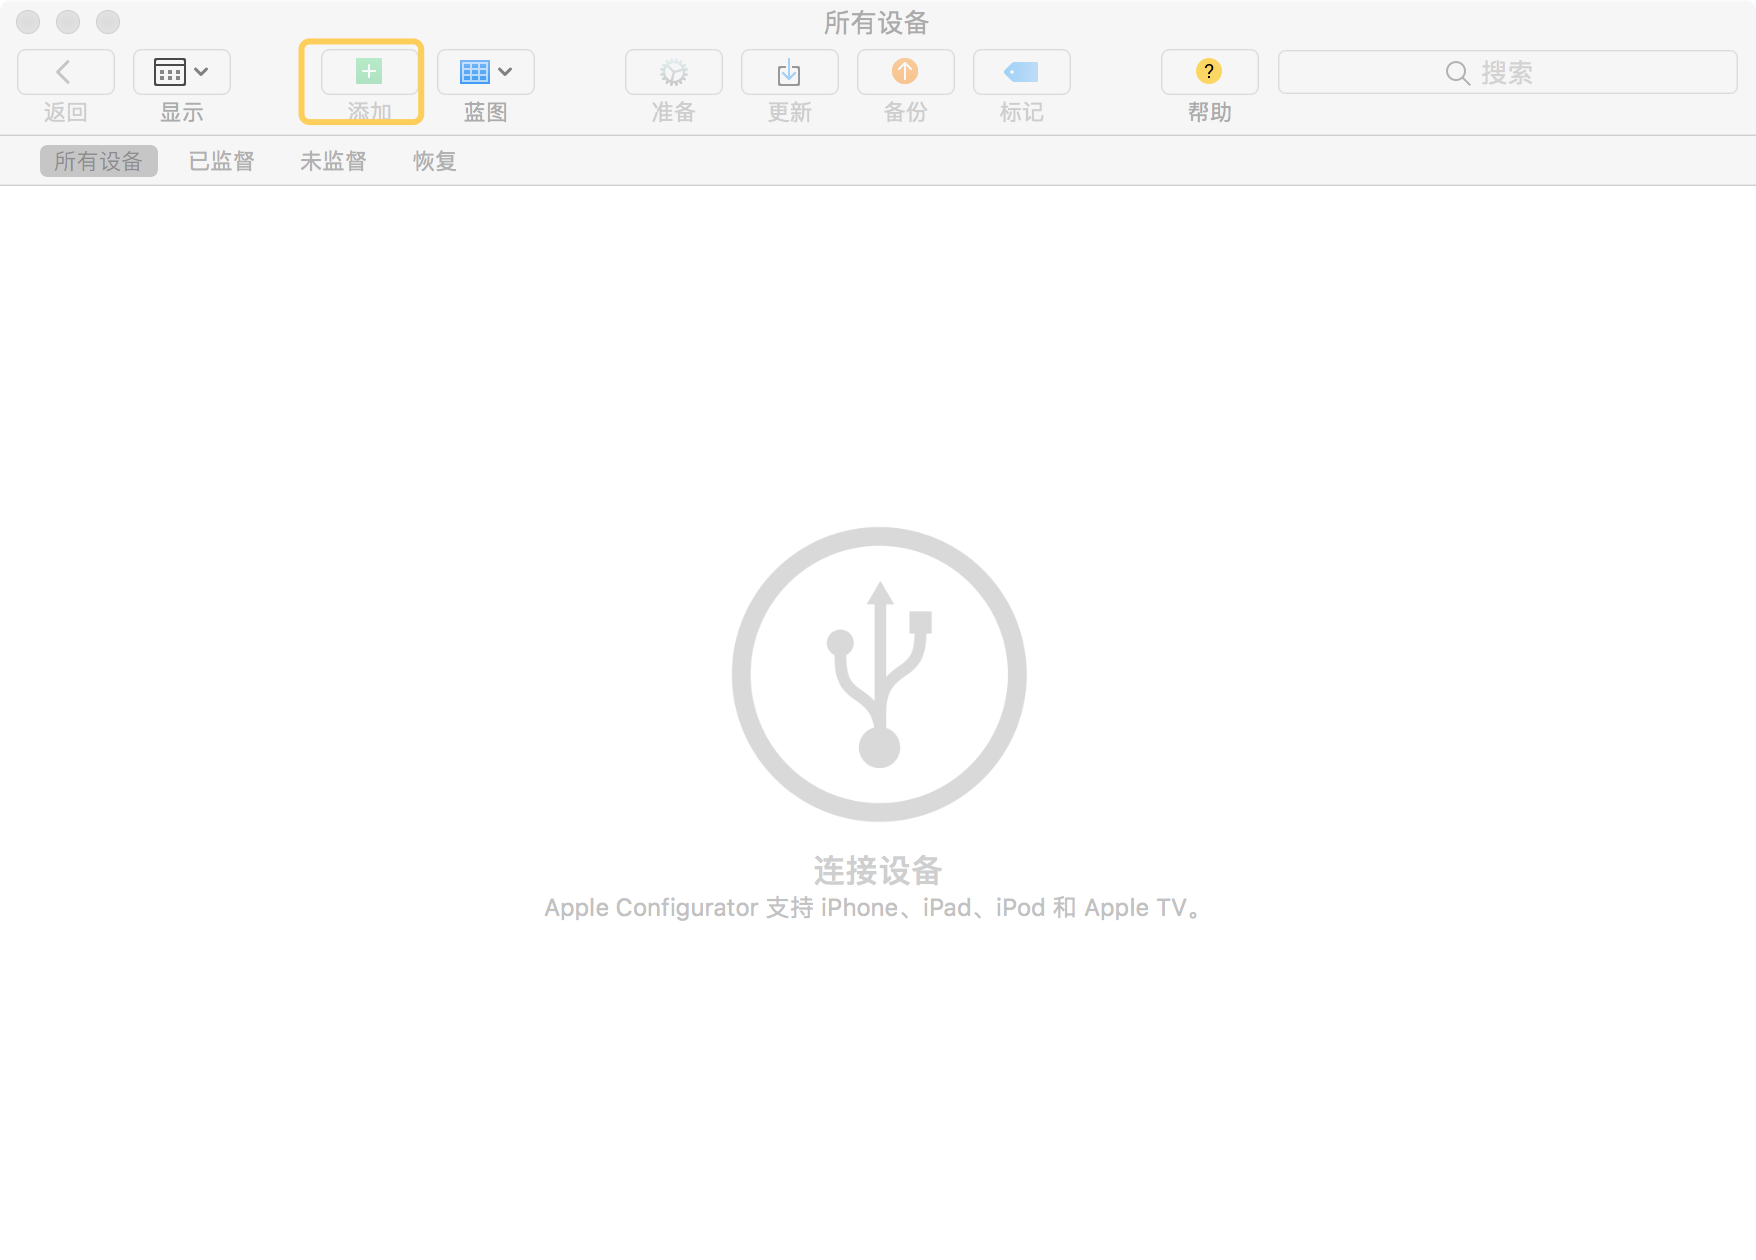 所有设备
搜索
返回 显示 添加 蓝图 准备 更新 备份 标记 帮助
所有设备 已监督 未监督 恢复
连接设备
Apple Configurator 支持 iPhone、iPad、iPod 和 Apple TV。